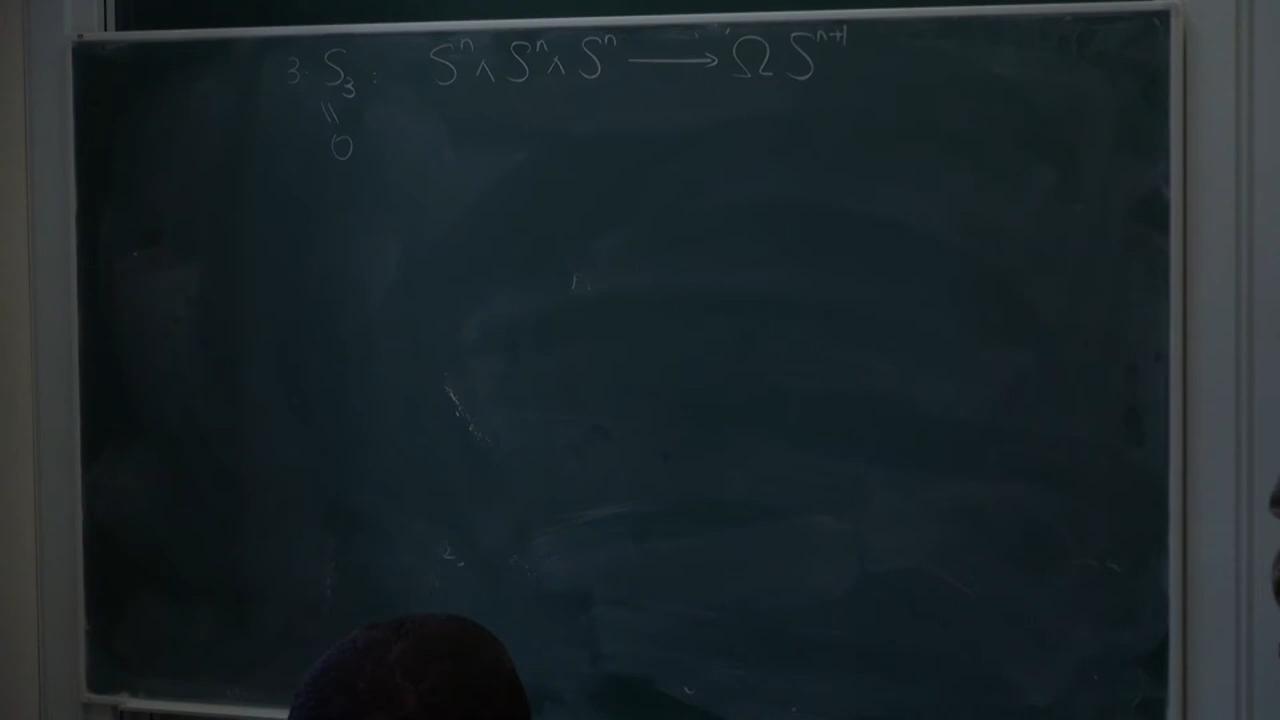 3. S₃ : Sⁿ ∧ Sⁿ ∧ Sⁿ ⟶ Ω Sⁿ⁺¹
||
0